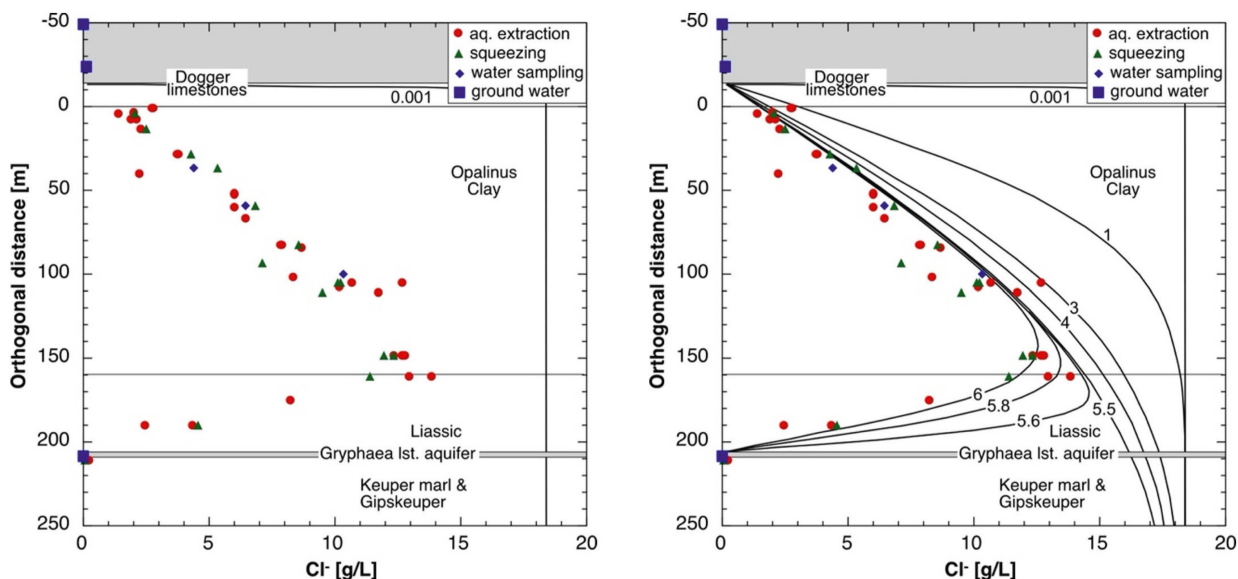 -50
0
50
100
150
200
250
Orthogonal distance [m]
aq. extraction
squeezing
water sampling
ground water
Dogger
limestones
0.001
Opalinus
Clay
Liassic
Gryphaea lst. aquifer
Keuper marl &
Gipskeuper
0 5 10 15 20
Cl- [g/L]
-50
0
50
100
150
200
250
Orthogonal distance [m]
aq. extraction
squeezing
water sampling
ground water
Dogger
limestones
0.001
Opalinus
Clay
1
3
4
6
5.8
5.6
5.5
Liassic
Gryphaea lst. aquifer
Keuper marl &
Gipskeuper
0 5 10 15 20
Cl- [g/L]